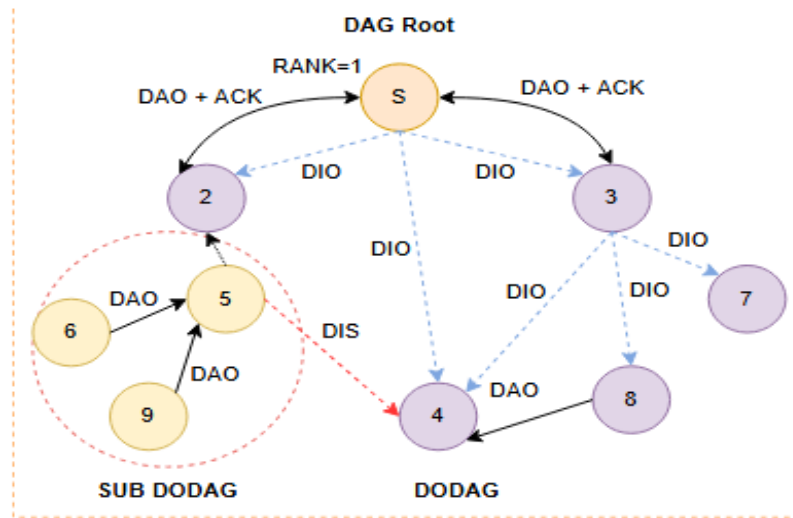 DAG Root
RANK=1
DAO + ACK
S
DAO + ACK
DIO
DIO
2
3
DIO
DIO
DAO
5
DIO
DIO
7
6
DIS
DAO
DAO
8
9
4
SUB DODAG
DODAG